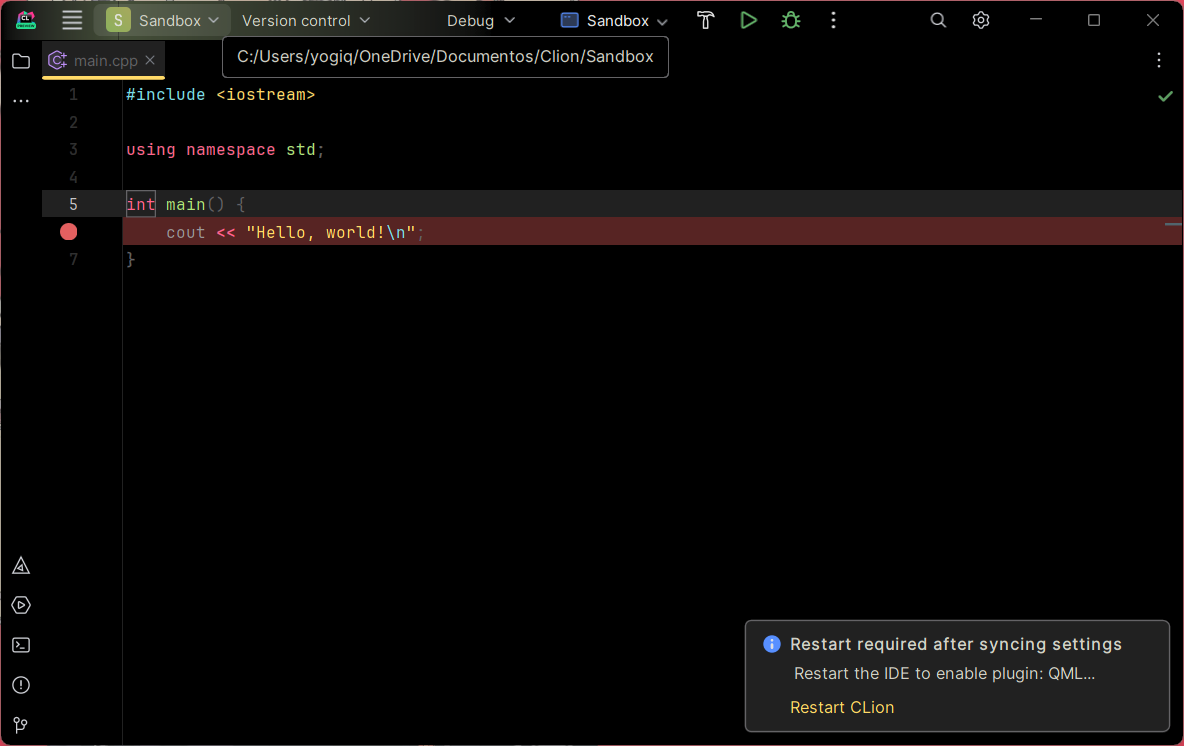 CL
S Sandbox Version control Debug Sandbox
main.cpp
C:/Users/yogiq/OneDrive/Documentos/Clion/Sandbox
1 #include <iostream>
2
3 using namespace std;
4
5 int main() {
cout << "Hello, world!\n";
7 }
Restart required after syncing settings
Restart the IDE to enable plugin: QML...
Restart CLion